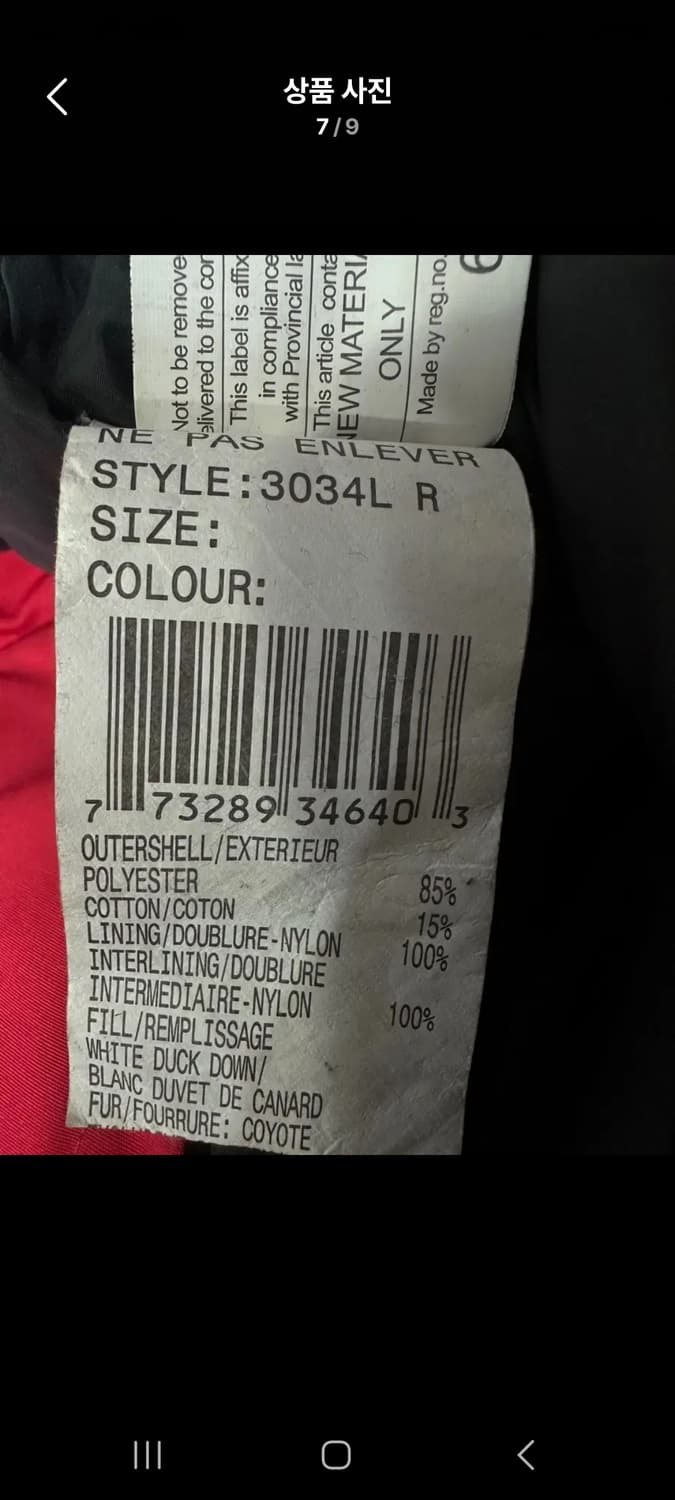 상품 사진
7/9
Not to be remove
elivered to the cor
This label is affix
in compliance
with Provincial la
This article conta
NEW MATERIA
ONLY
Made by reg.no.
6
NE PAS ENLEVER
STYLE:3034L R
SIZE:
COLOUR:
7 73289 34640 3
OUTERSHELL/EXTERIEUR
POLYESTER 85%
COTTON/COTON 15%
LINING/DOUBLURE-NYLON 100%
INTERLINING/DOUBLURE
INTERMEDIAIRE-NYLON 100%
FILL/REMPLISSAGE
WHITE DUCK DOWN/
BLANC DUVET DE CANARD
FUR/FOURRURE: COYOTE